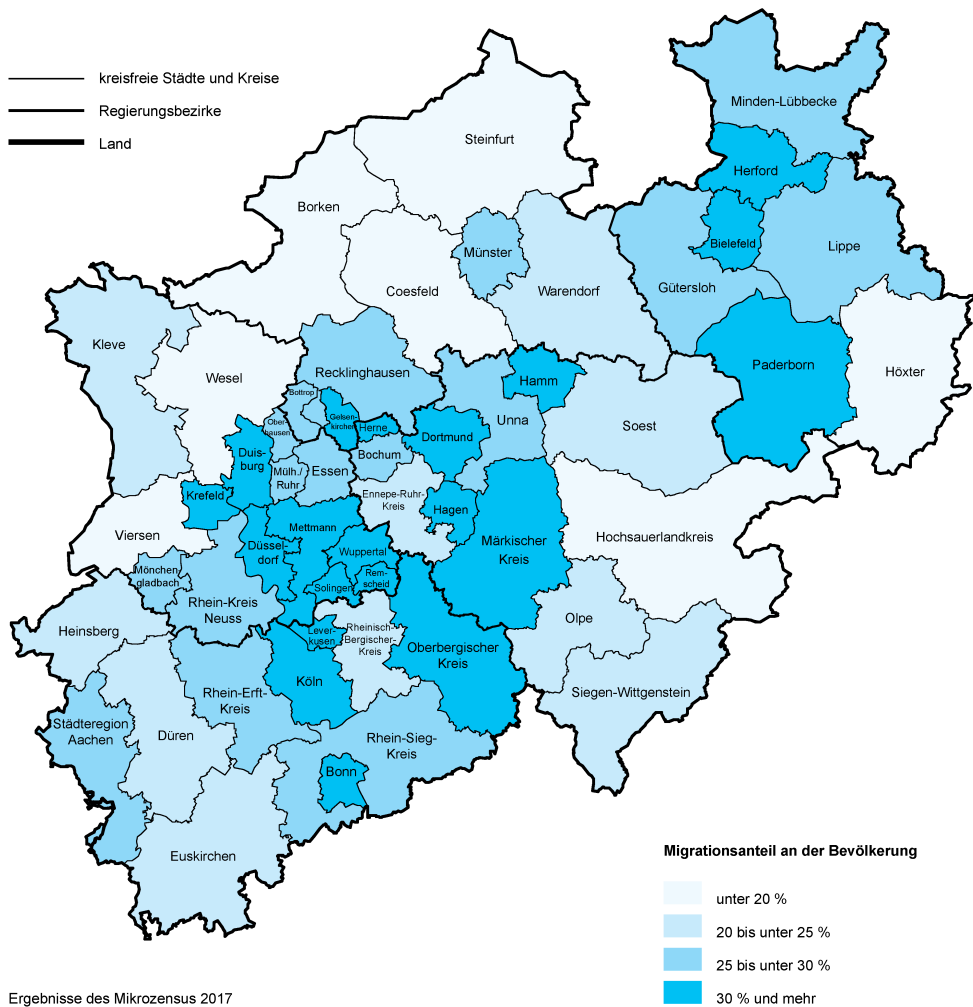 kreisfreie Städte und Kreise
Regierungsbezirke
Land
Minden-Lübbecke
Steinfurt
Herford
Borken
Bielefeld
Lippe
Münster
Coesfeld
Warendorf
Gütersloh
Kleve
Wesel
Recklinghausen
Paderborn
Höxter
Hamm
Bottrop
Gelsen-
kirchen
Ober-
hausen
Herne
Unna
Soest
Dortmund
Duis-
burg
Bochum
Essen
Mülh./
Ruhr
Krefeld
Ennepe-Ruhr-
Kreis
Hagen
Viersen
Mettmann
Düssel-
dorf
Wuppertal
Märkischer
Kreis
Hochsauerlandkreis
Mönchen-
gladbach
Solingen
Rem-
scheid
Rhein-Kreis
Neuss
Heinsberg
Lever-
kusen
Rheinisch-
Bergischer-
Kreis
Oberbergischer
Kreis
Olpe
Köln
Rhein-Erft-
Kreis
Siegen-Wittgenstein
Städteregion
Aachen
Düren
Rhein-Sieg-
Kreis
Bonn
Euskirchen
Migrationsanteil an der Bevölkerung
unter 20 %
20 bis unter 25 %
25 bis unter 30 %
30 % und mehr
Ergebnisse des Mikrozensus 2017